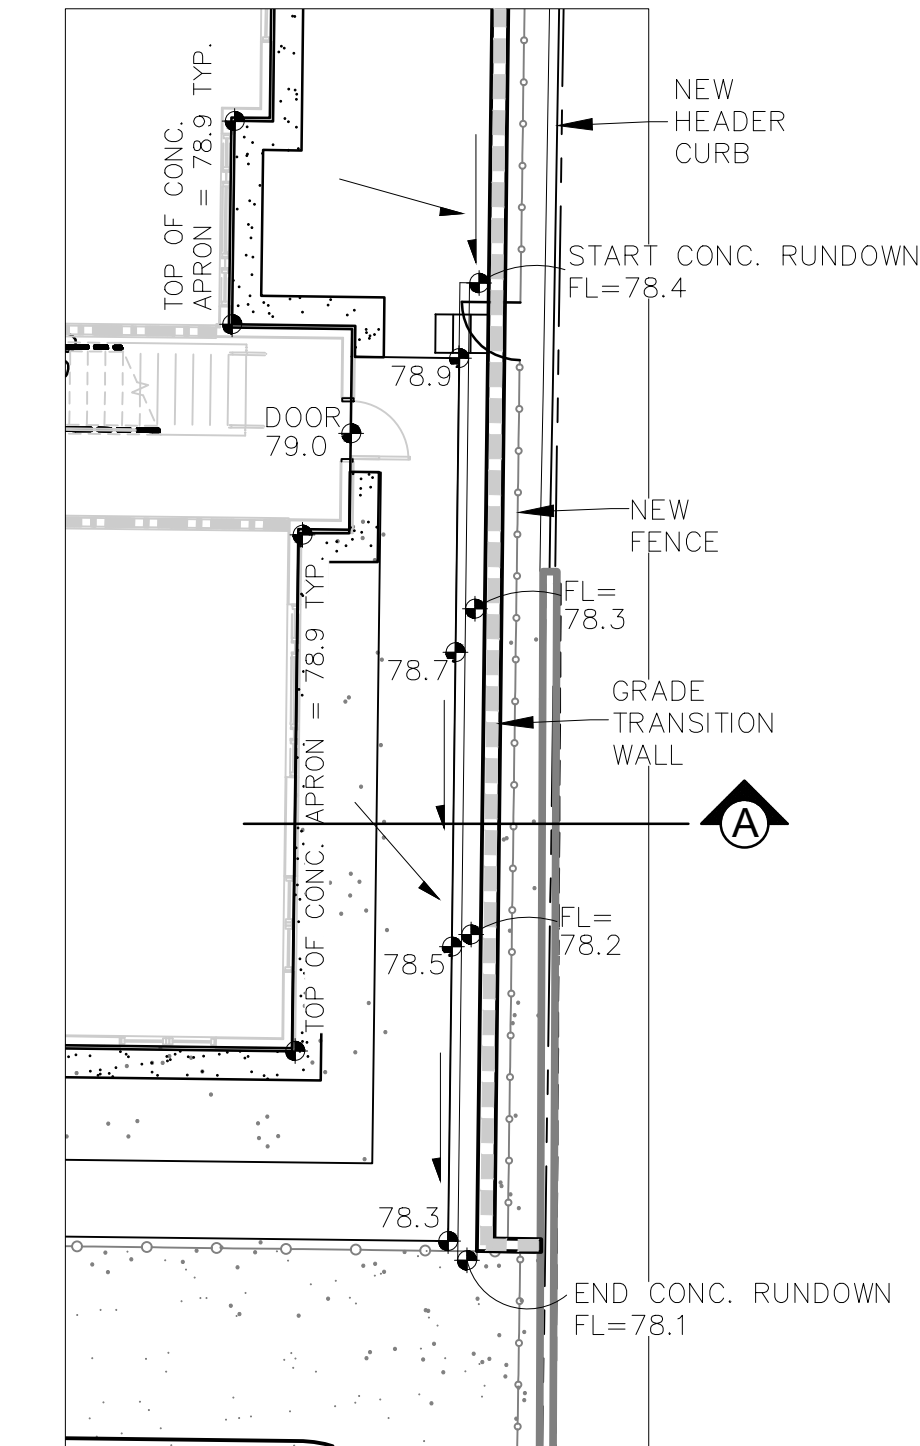 TOP OF CONC.
APRON = 78.9 TYP.
NEW
HEADER
CURB
START CONC. RUNDOWN
FL=78.4
78.9
DOOR
79.0
NEW
FENCE
FL=
78.3
78.7
TOP OF CONC. APRON = 78.9 TYP.
GRADE
TRANSITION
WALL
A
FL=
78.2
78.5
78.3
END CONC. RUNDOWN
FL=78.1